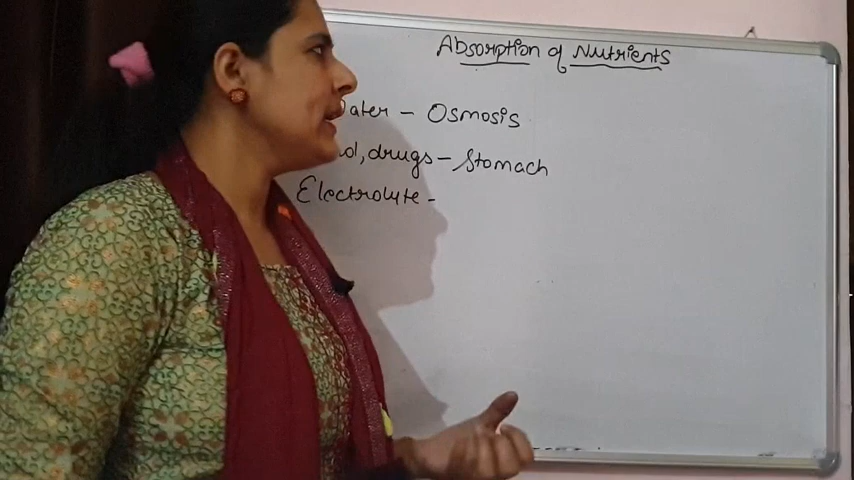 Absorption of Nutrients
ater - Osmosis
ol, drugs - Stomach
Electrolyte -